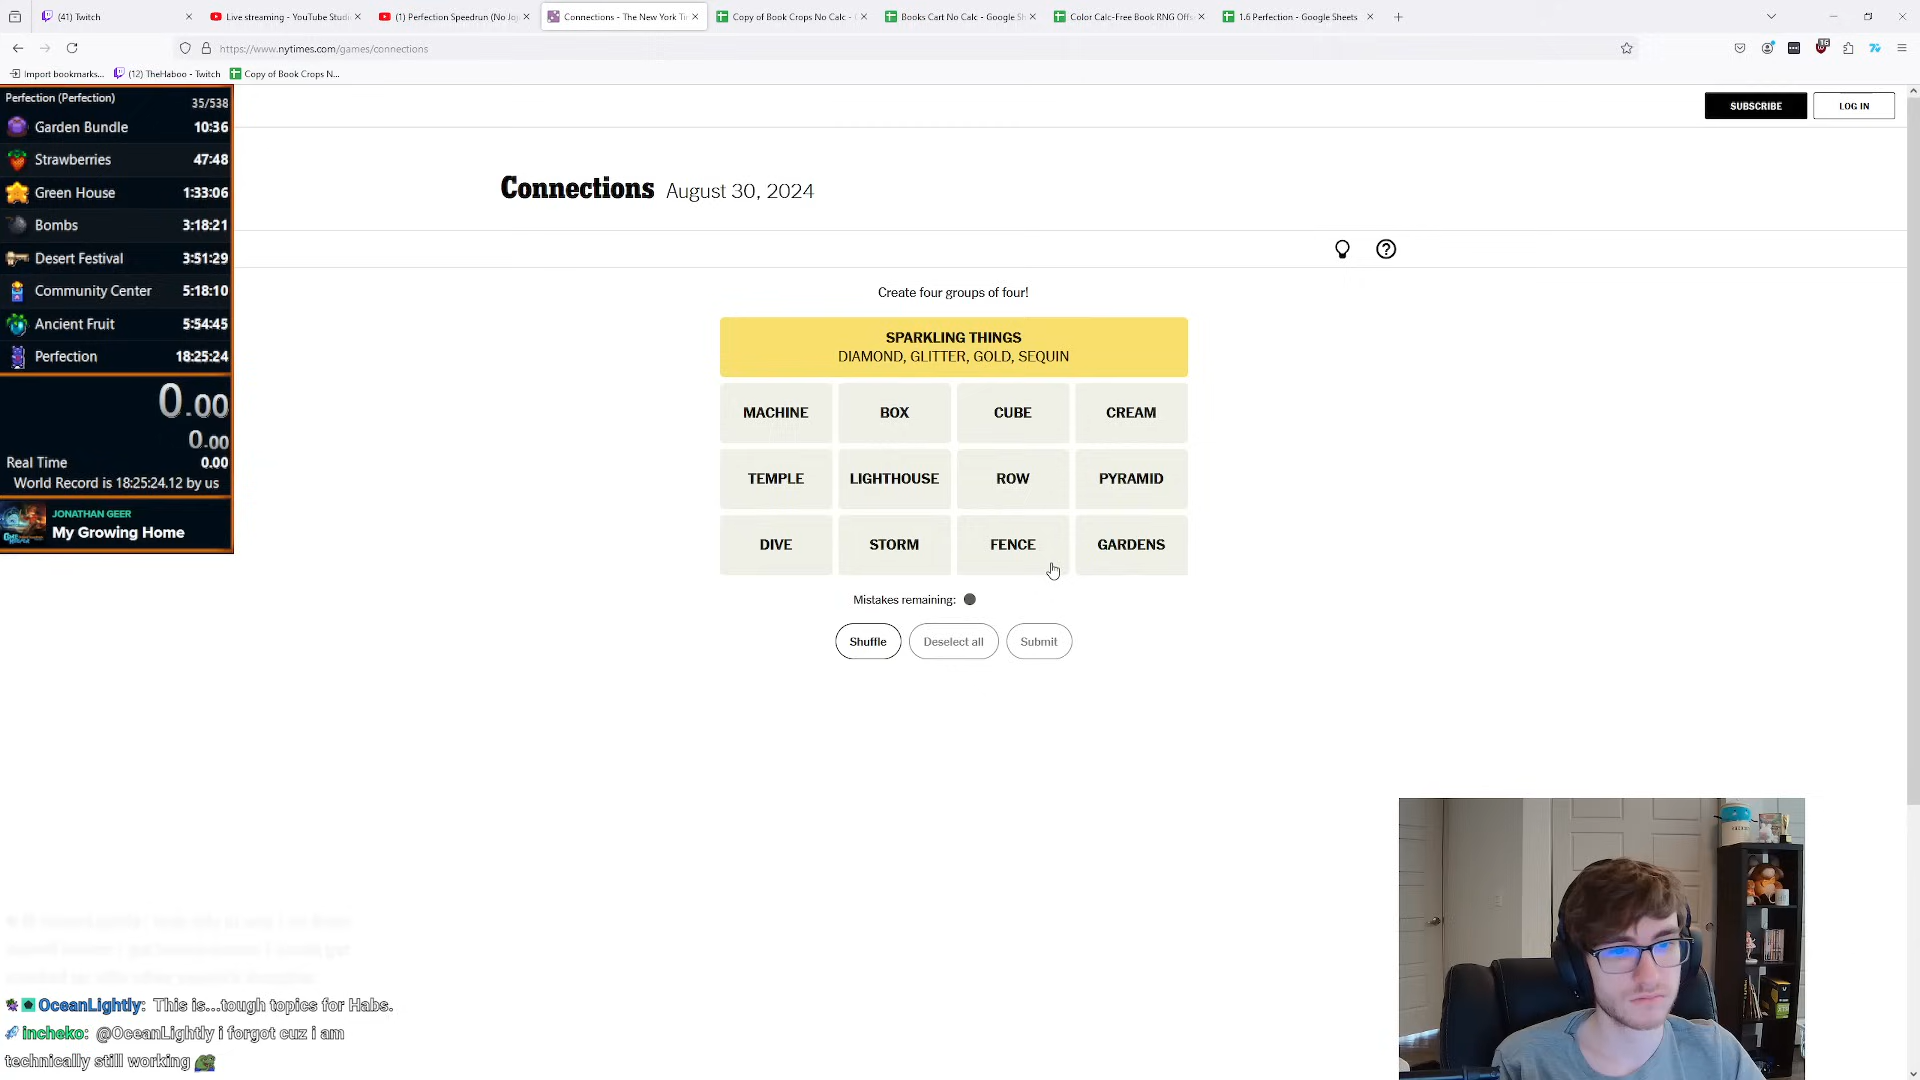 (41) Twitch
Live streaming - YouTube Stud
(1) Perfection Speedrun (No Jo
Connections - The New York Ti
Copy of Book Crops No Calc - G
Books Cart No Calc - Google Sh
Color Calc-Free Book RNG Offs
1.6 Perfection - Google Sheets
https://www.nytimes.com/games/connections
16
Import bookmarks...
(12) TheHaboo - Twitch
Copy of Book Crops N...
Perfection (Perfection)
35/538
Garden Bundle 10:36
Strawberries 47:48
Green House 1:33:06
Bombs 3:18:21
Desert Festival 3:51:29
Community Center 5:18:10
Ancient Fruit 5:54:45
Perfection 18:25:24
0.00
0.00
Real Time 0.00
World Record is 18:25:24.12 by us
JONATHAN GEER
My Growing Home
SUBSCRIBE
LOG IN
Connections August 30, 2024
Create four groups of four!
SPARKLING THINGS
DIAMOND, GLITTER, GOLD, SEQUIN
MACHINE BOX CUBE CREAM
TEMPLE LIGHTHOUSE ROW PYRAMID
DIVE STORM FENCE GARDENS
Mistakes remaining:
Shuffle
Deselect all
Submit
OceanLightly: This is...tough topics for Habs.
incheko: @OceanLightly i forgot cuz i am
technically still working